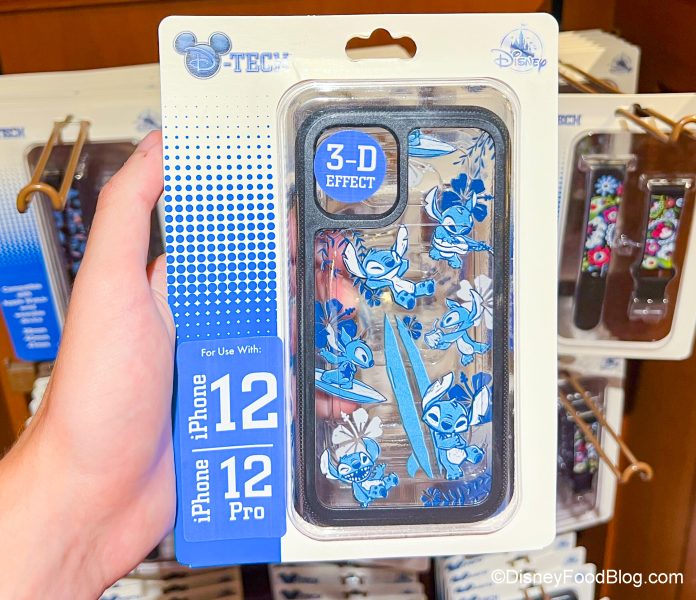 D-TECH
Disney
3-D
EFFECT
For Use With:
iPhone 12
iPhone 12
Pro
©DisneyFoodBlog.com